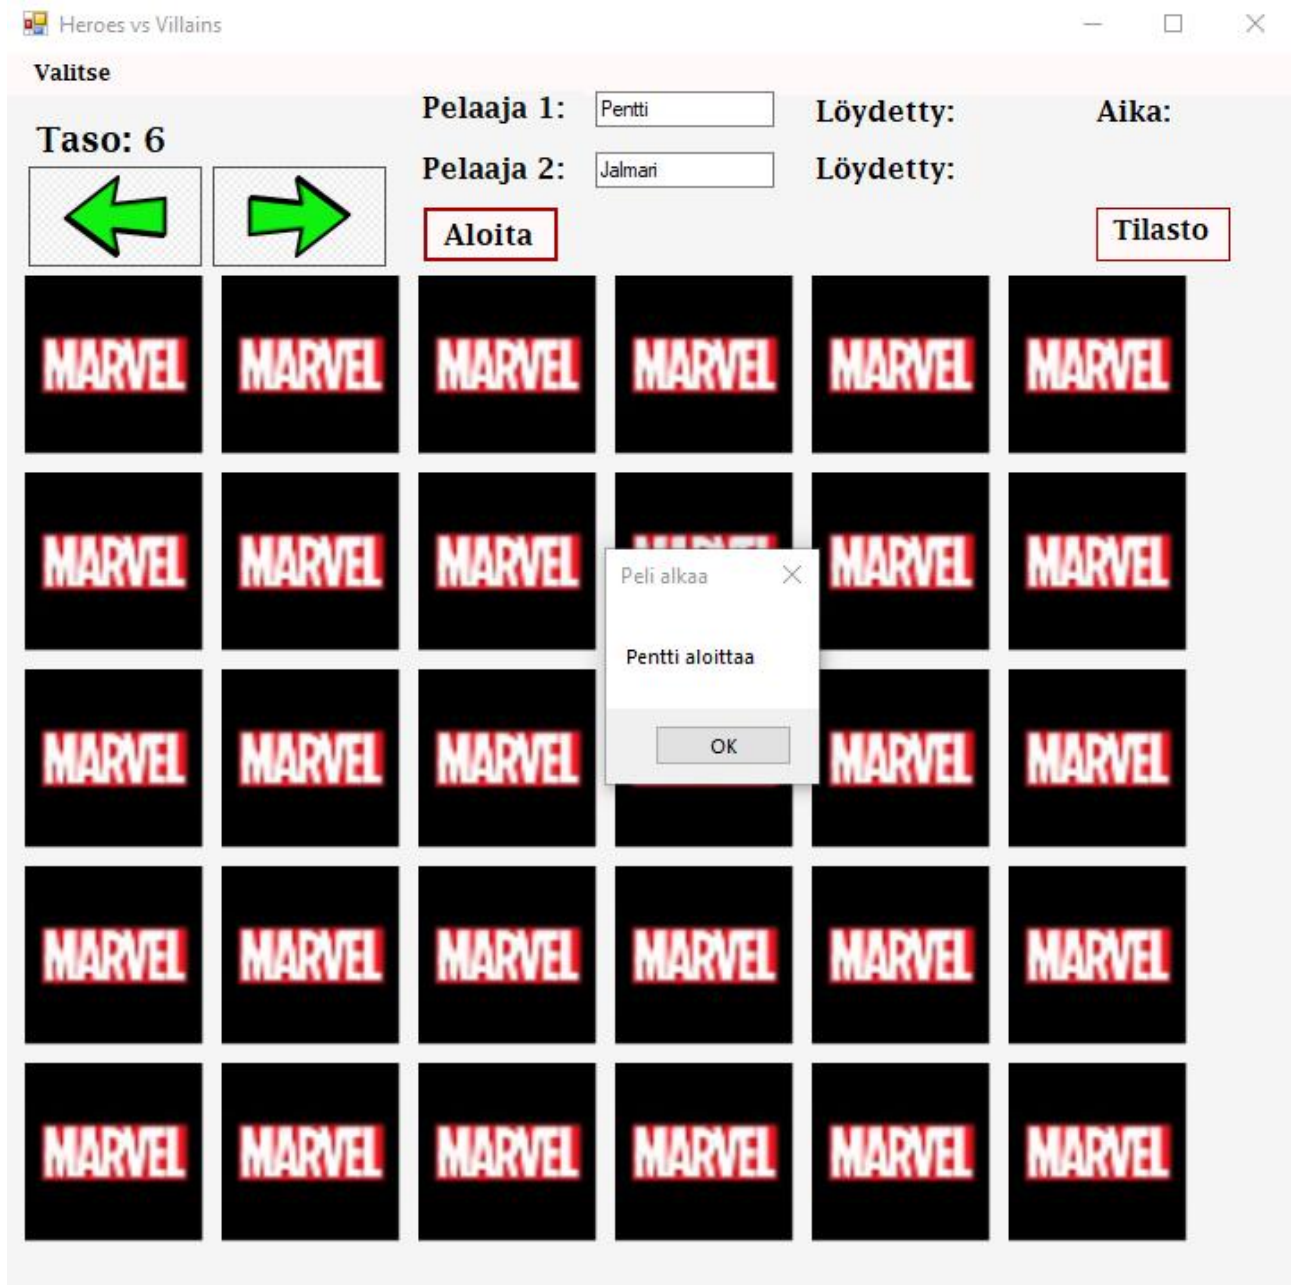 Heroes vs Villains
Valitse
Pelaaja 1: Pentti Löydetty: Aika:
Taso: 6
Pelaaja 2: Jalmari Löydetty:
Aloita Tilasto
MARVEL MARVEL MARVEL MARVEL MARVEL MARVEL
MARVEL MARVEL MARVEL MARVEL MARVEL
Peli alkaa
Pentti aloittaa
OK
MARVEL MARVEL MARVEL MARVEL MARVEL
MARVEL MARVEL MARVEL MARVEL MARVEL MARVEL
MARVEL MARVEL MARVEL MARVEL MARVEL MARVEL